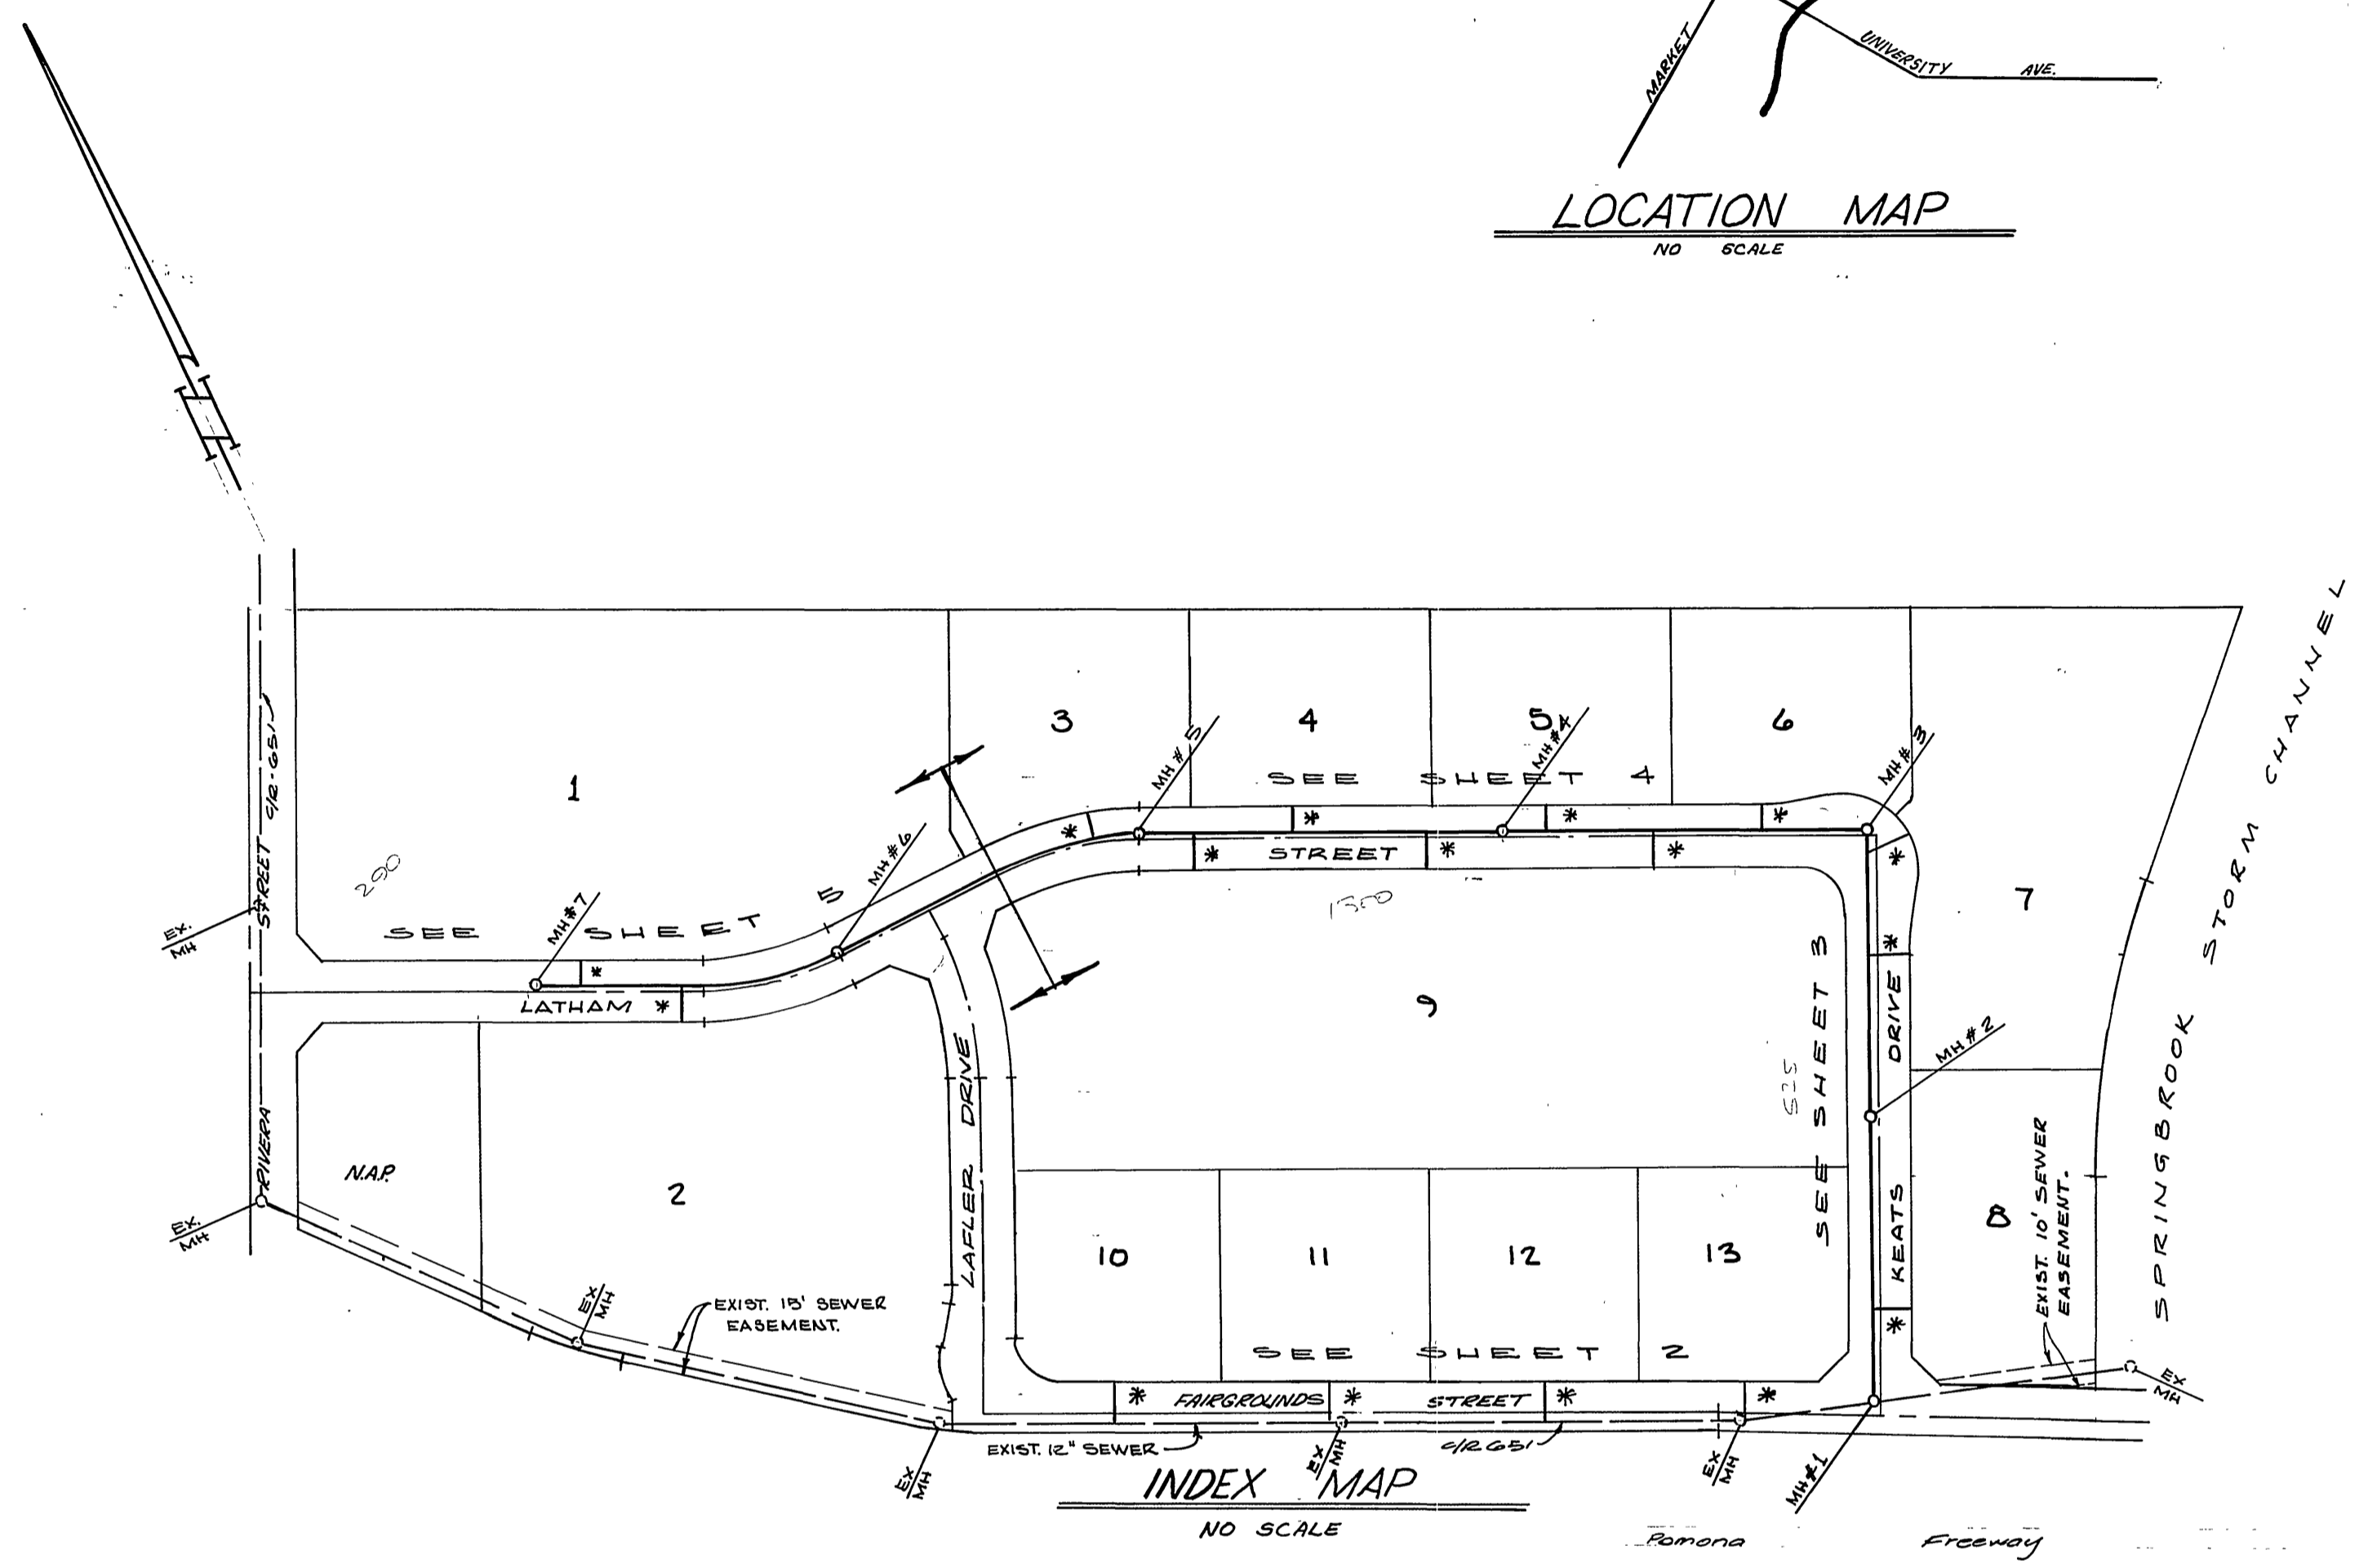 MARKET
UNIVERSITY AVE.
LOCATION MAP
NO SCALE
SPRINGBROOK STORM CHANNEL
RIVERA STREET C/R-651
EX. MH
EX. MH
1
3
4
5
6
7
290
SEE SHEET 5
SEE SHEET 4
MH#7
MH#6
MH# 5
MH#4
MH# 3
MH#2
*
*
*
*
*
*
*
*
*
*
*
LATHAM STREET
1300
9
525
SEE SHEET 3
KEATS DRIVE
*
LAFLER DRIVE
N.A.P.
2
8
EXIST. 10' SEWER
EASEMENT.
10
11
12
13
EX MH
EXIST. 15' SEWER
EASEMENT.
SEE SHEET 2
* FAIRGROUNDS * STREET * *
EXIST. 12" SEWER
C/R 651
EX MH
EX MH
EX MH
EX MH
MH#1
INDEX MAP
NO SCALE
Pomona Freeway